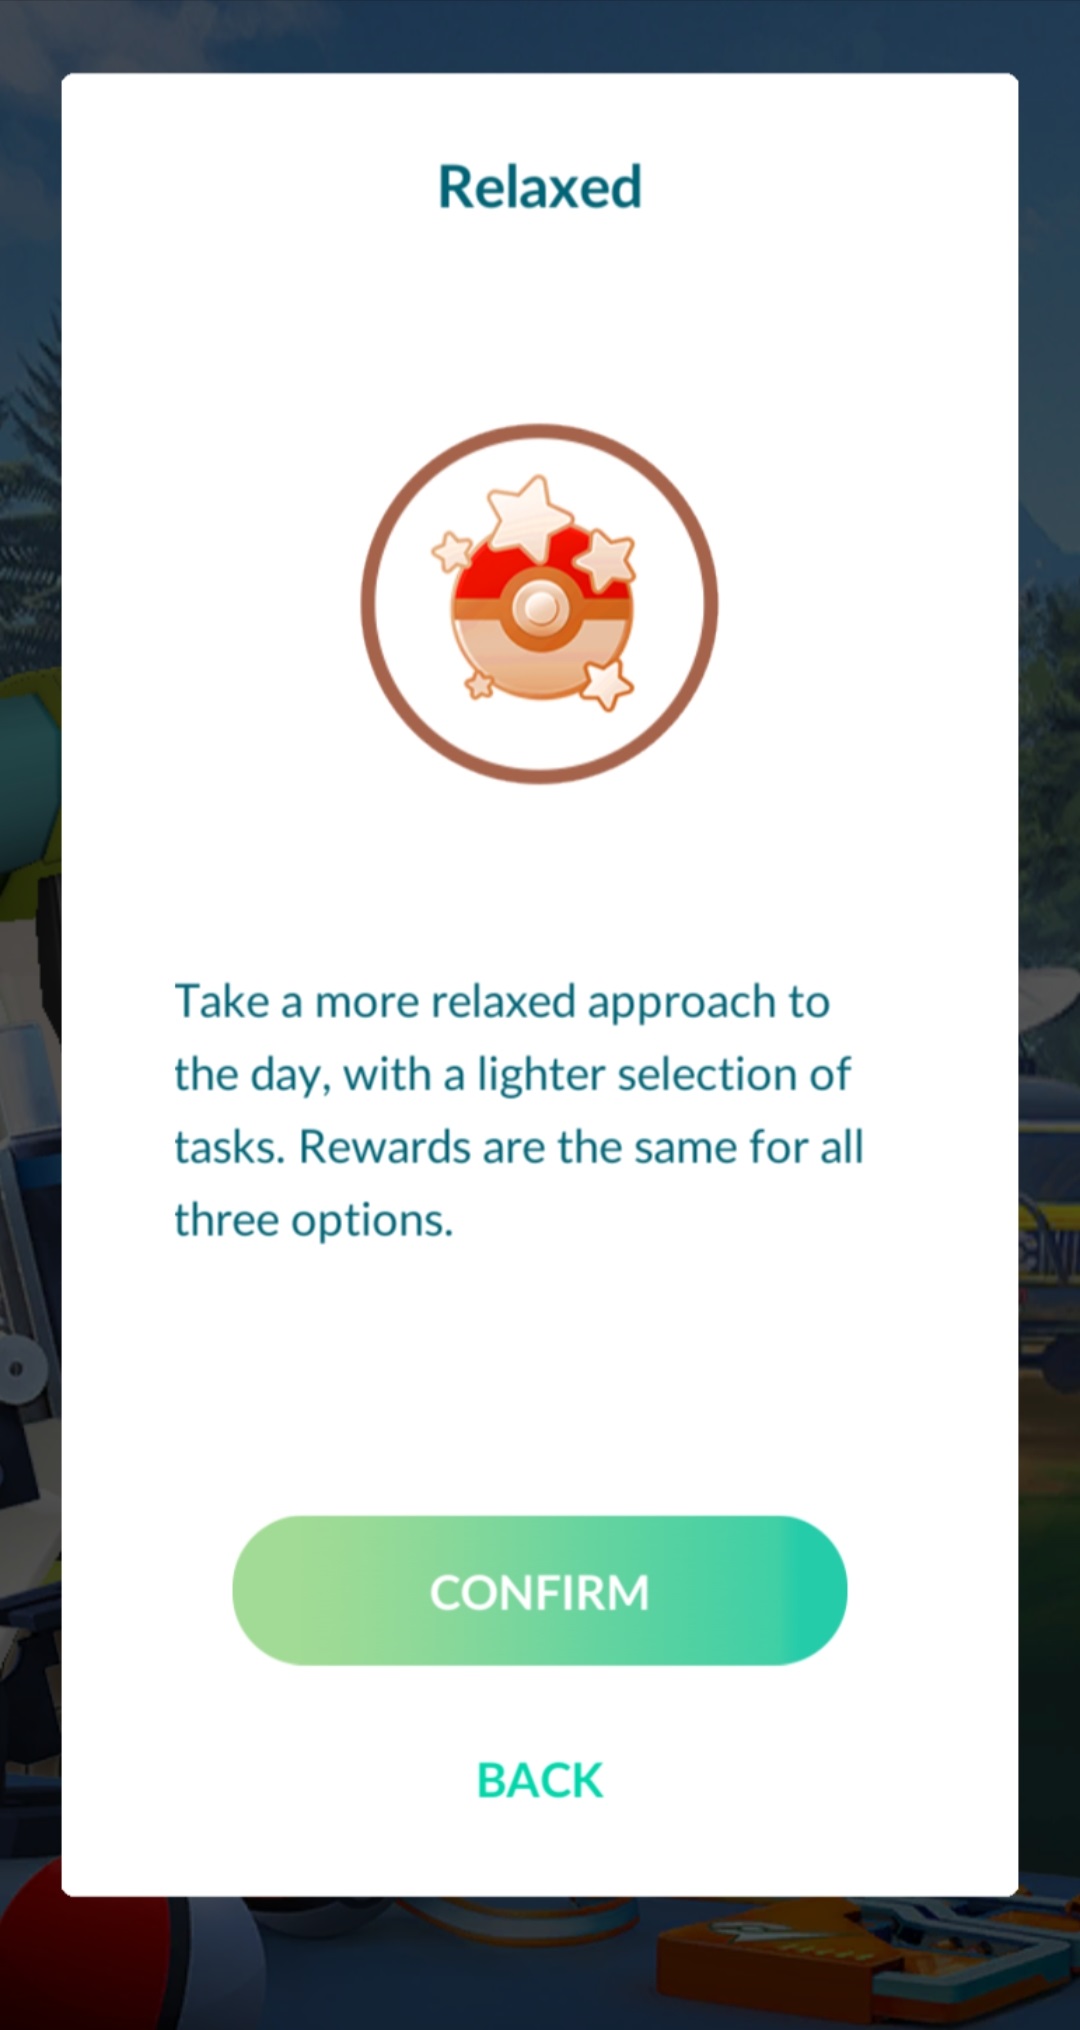 Relaxed
Take a more relaxed approach to
the day, with a lighter selection of
tasks. Rewards are the same for all
three options.
CONFIRM
BACK